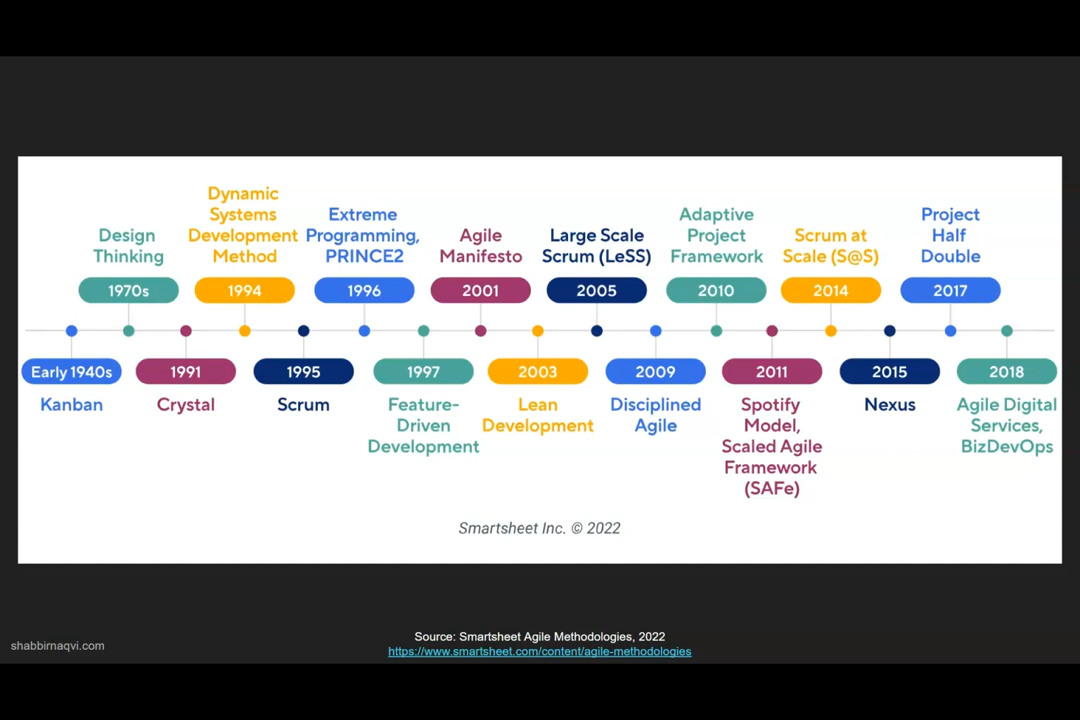 Design
Thinking
1970s
Dynamic
Systems
Development
Method
1994
Extreme
Programming,
PRINCE2
1996
Agile
Manifesto
2001
Large Scale
Scrum (LeSS)
2005
Adaptive
Project
Framework
2010
Scrum at
Scale (S@S)
2014
Project
Half
Double
2017
Early 1940s
Kanban
1991
Crystal
1995
Scrum
1997
Feature-
Driven
Development
2003
Lean
Development
2009
Disciplined
Agile
2011
Spotify
Model,
Scaled Agile
Framework
(SAFe)
2015
Nexus
2018
Agile Digital
Services,
BizDevOps
Smartsheet Inc. © 2022
Source: Smartsheet Agile Methodologies, 2022
https://www.smartsheet.com/content/agile-methodologies
shabbirnaqvi.com